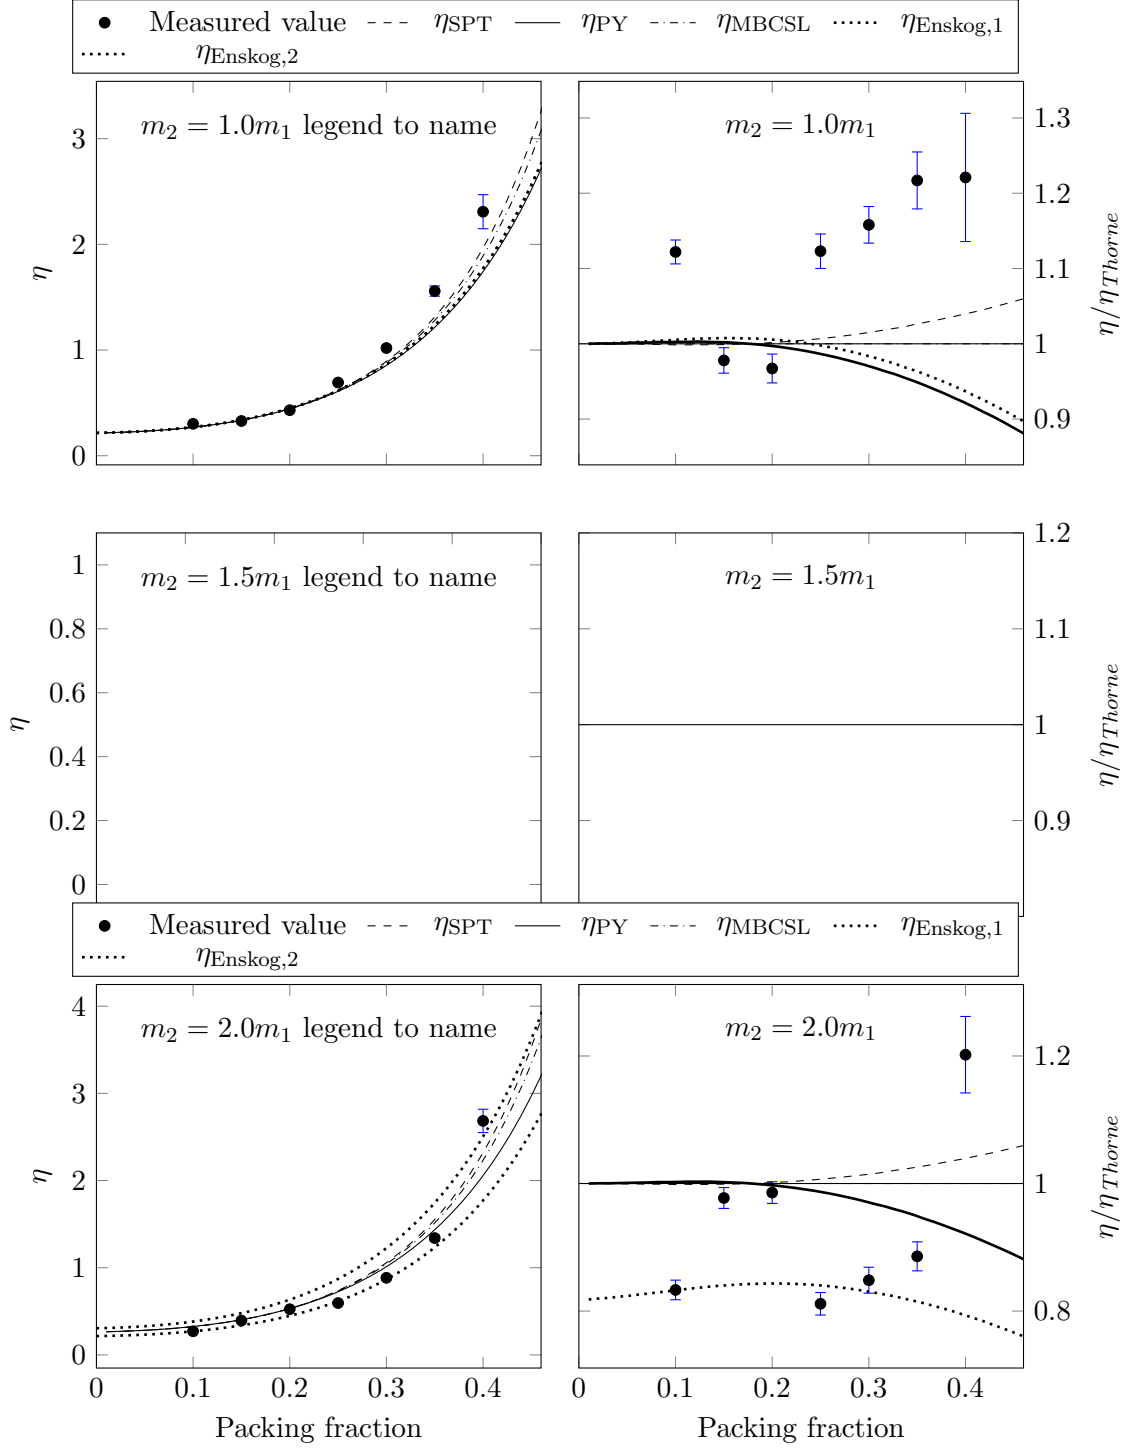 Measured value η_SPT η_PY η_MBCSL η_Enskog,1
η_Enskog,2
m₂ = 1.0m₁ legend to name
3
2
1
0
η
m₂ = 1.0m₁
1.3
1.2
1.1
1
0.9
η/η_Thorne
m₂ = 1.5m₁ legend to name
1
0.8
0.6
0.4
0.2
0
η
m₂ = 1.5m₁
1.2
1.1
1
0.9
η/η_Thorne
Measured value η_SPT η_PY η_MBCSL η_Enskog,1
η_Enskog,2
m₂ = 2.0m₁ legend to name
4
3
2
1
0
η
0 0.1 0.2 0.3 0.4
Packing fraction
m₂ = 2.0m₁
1.2
1
0.8
η/η_Thorne
0 0.1 0.2 0.3 0.4
Packing fraction